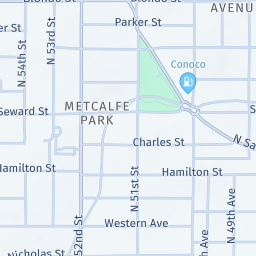 AVENU
Parker St
N 53rd St
N 54th St
Conoco
METCALFE
PARK
Seward St
Charles St
N Sa
Hamilton St
Hamilton St
N 51st St
N 49th Ave
52nd St
Western Ave
Nicholas St